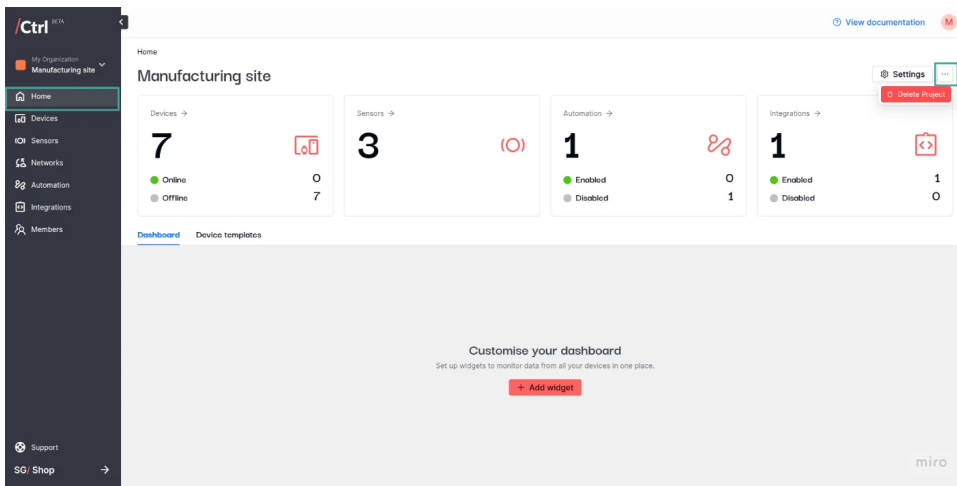 /Ctrl BETA
View documentation
M
My Organization
Manufacturing site
Home
Devices
Sensors
Networks
Automation
Integrations
Members
Support
SG/ Shop →
Home
Manufacturing site
Settings
...
Delete Project
Devices →
7
Online 0
Offline 7
Sensors →
3
Automation →
1
Enabled 0
Disabled 1
Integrations →
1
Enabled 1
Disabled 0
Dashboard
Device templates
Customise your dashboard
Set up widgets to monitor data from all your devices in one place.
+ Add widget
miro